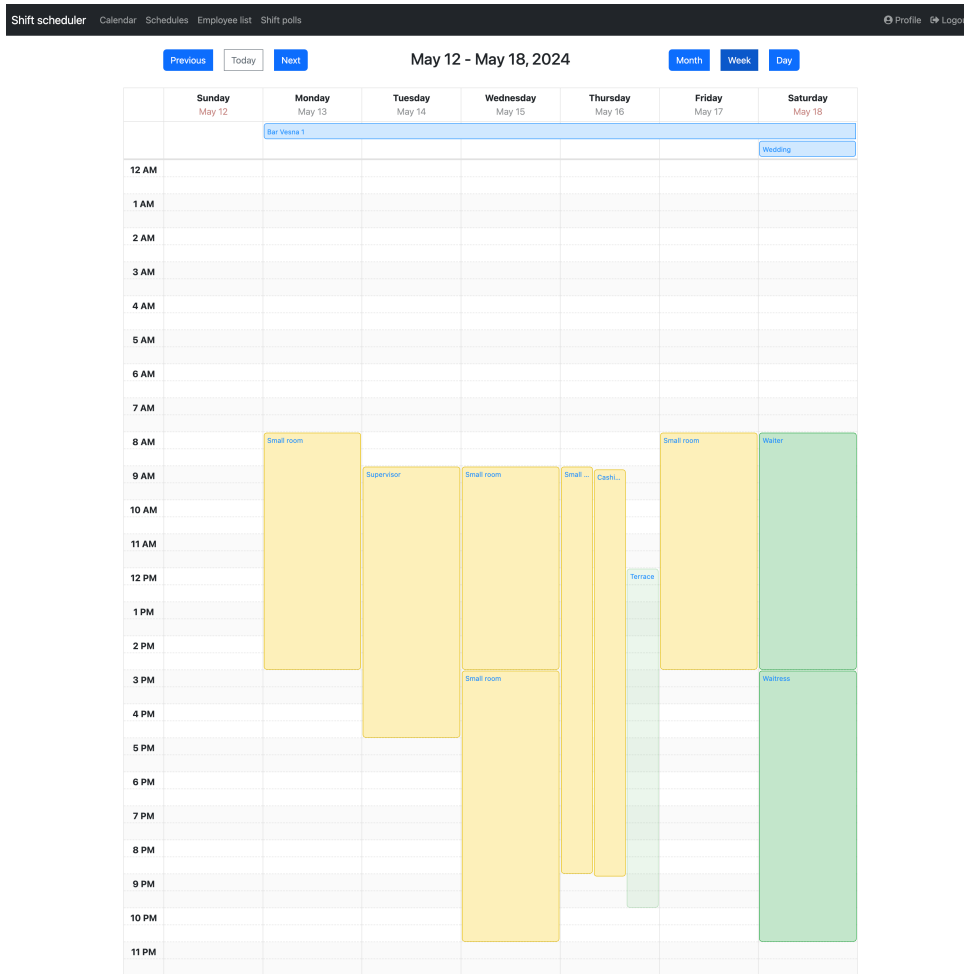 Shift scheduler Calendar Schedules Employee list Shift polls Profile
Previous Today Next May 12 - May 18, 2024 Month Week Day
Sunday Monday Tuesday Wednesday Thursday Friday Saturday
May 12 May 13 May 14 May 15 May 16 May 17 May 18
Bar Vesna 1
Wedding
12 AM
1 AM
2 AM
3 AM
4 AM
5 AM
6 AM
7 AM
8 AM Small room Small room Waiter
9 AM Supervisor Small room Small ... Cashi...
10 AM
11 AM
12 PM Terrace
1 PM
2 PM
3 PM Small room Waitress
4 PM
5 PM
6 PM
7 PM
8 PM
9 PM
10 PM
11 PM